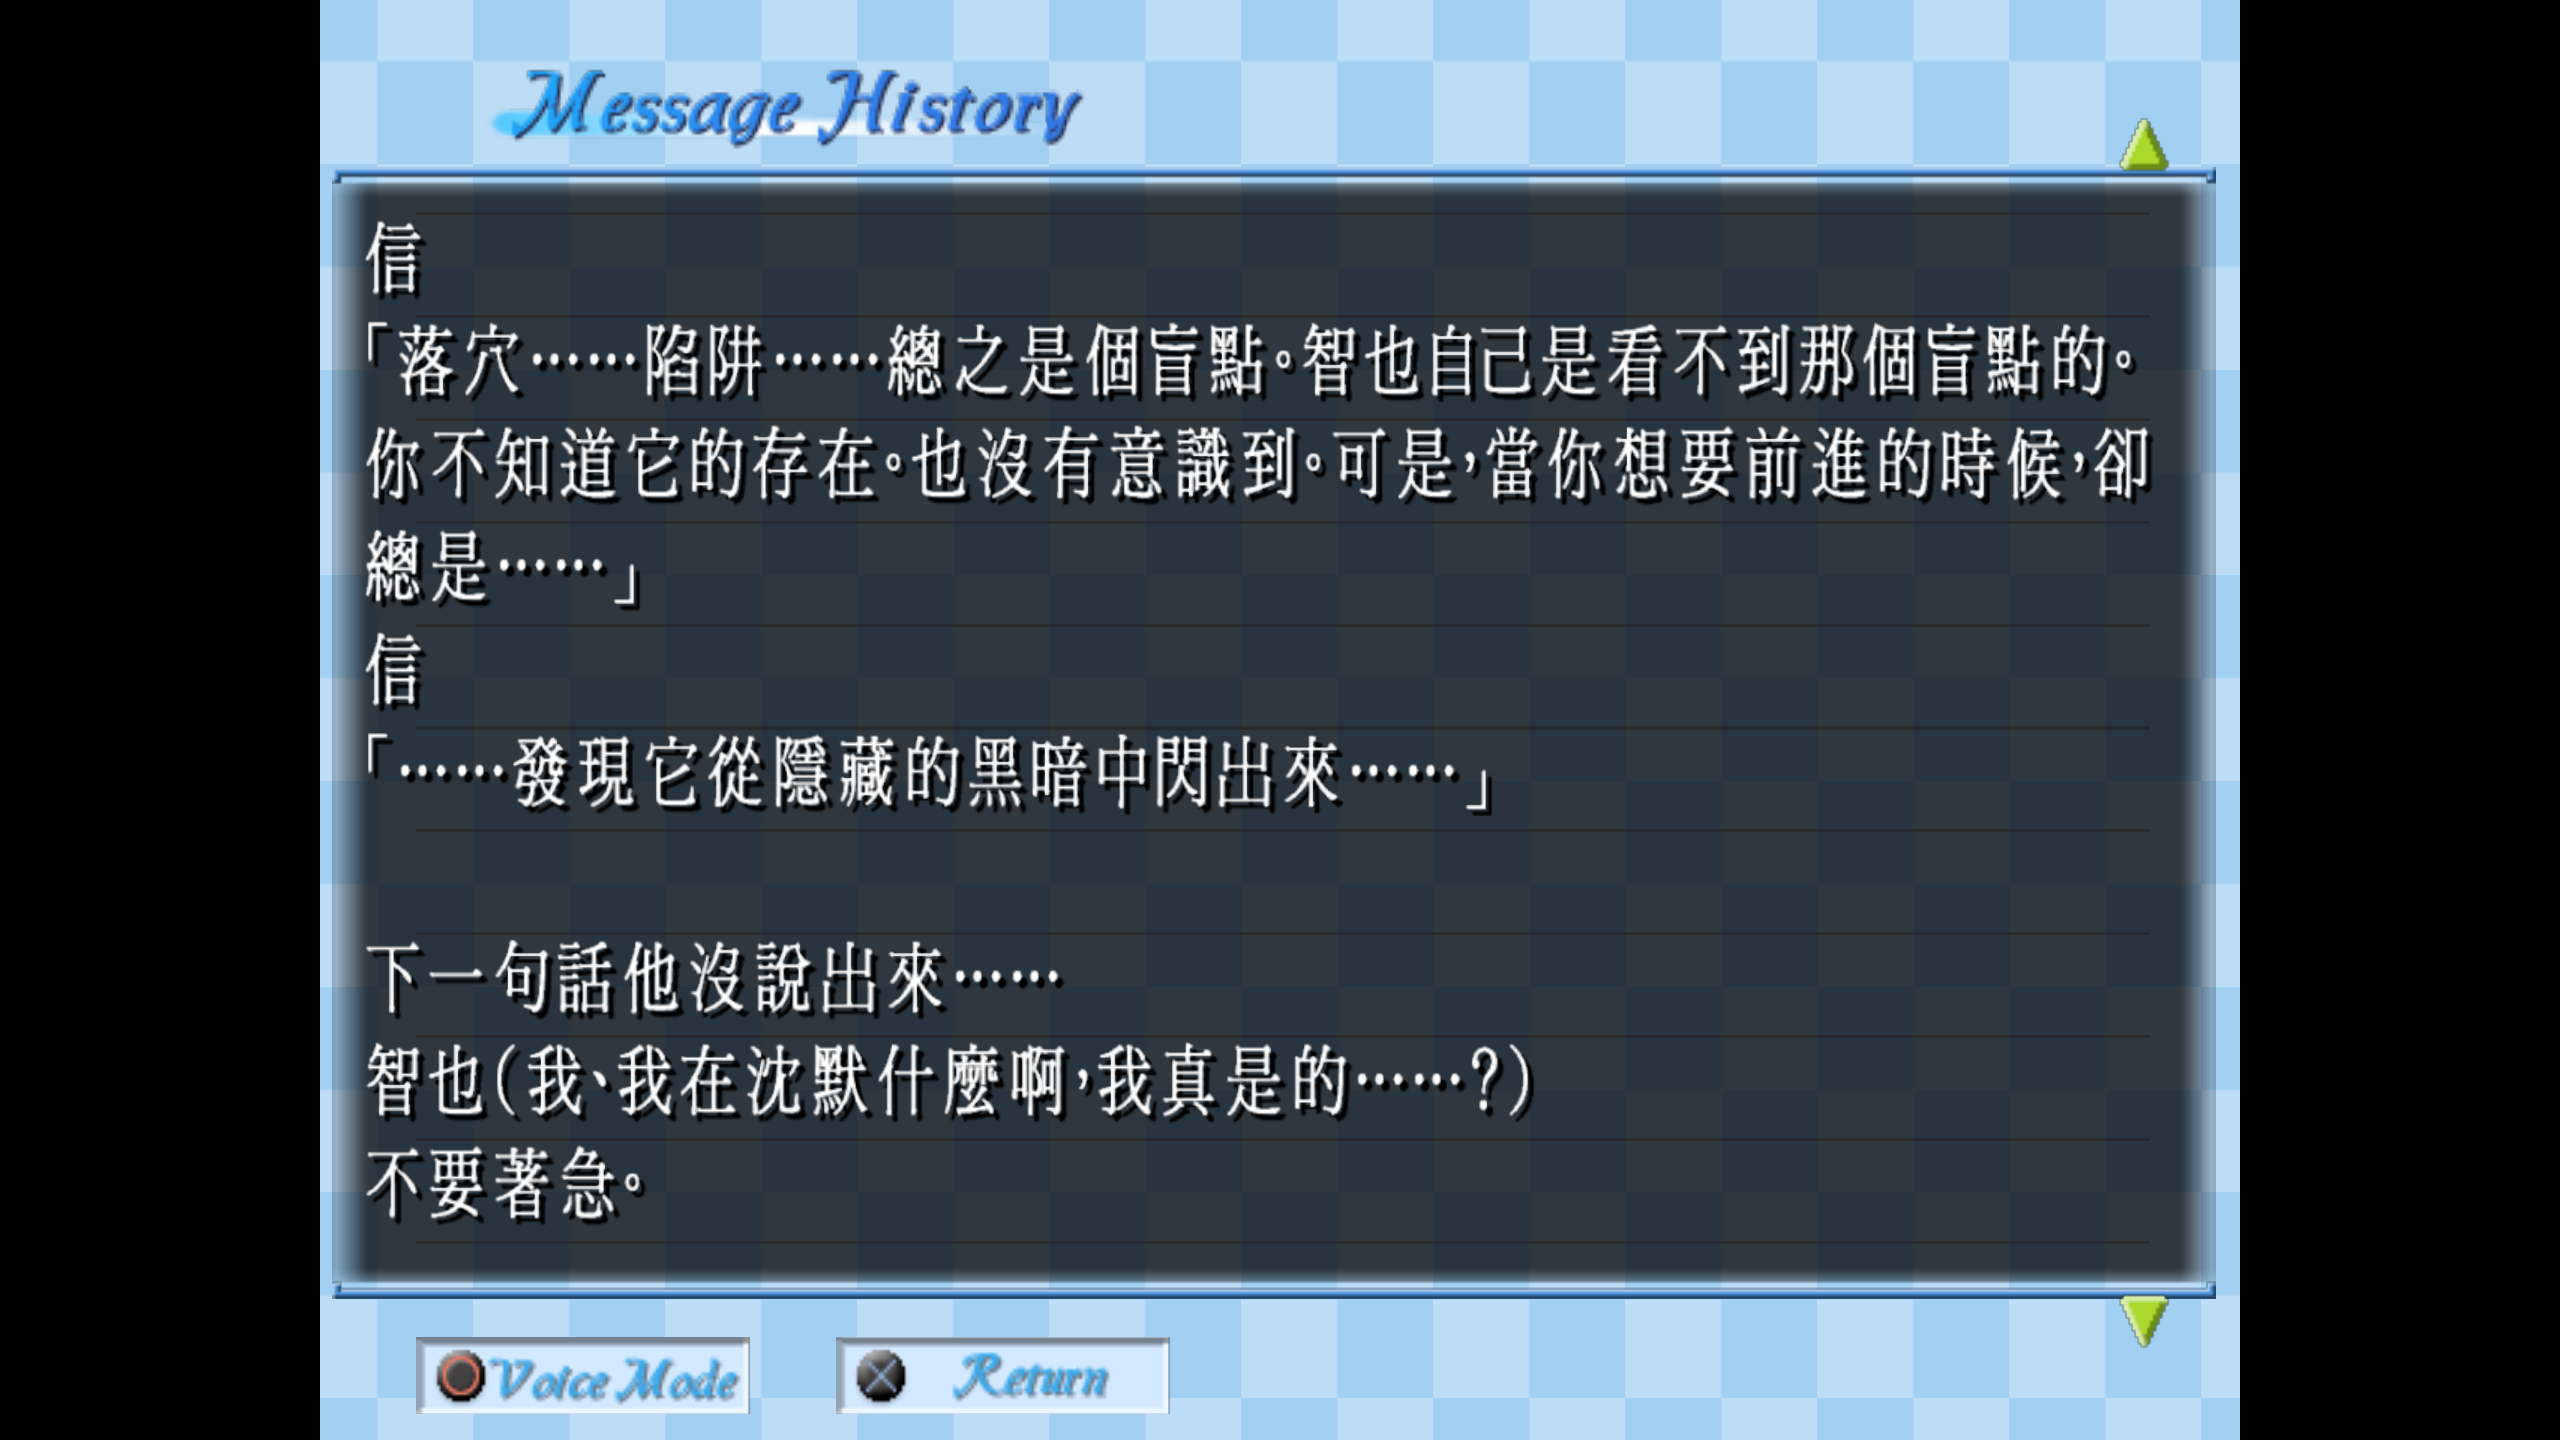 Message History
信
「落穴……陷阱……總之是個盲點。智也自己是看不到那個盲點的。
你不知道它的存在。也沒有意識到。可是,當你想要前進的時候,卻
總是……」
信
「……發現它從隱藏的黑暗中閃出來……」
下一句話他沒說出來……
智也(我、我在沈默什麼啊,我真是的……?)
不要著急。
Voice Mode
Return